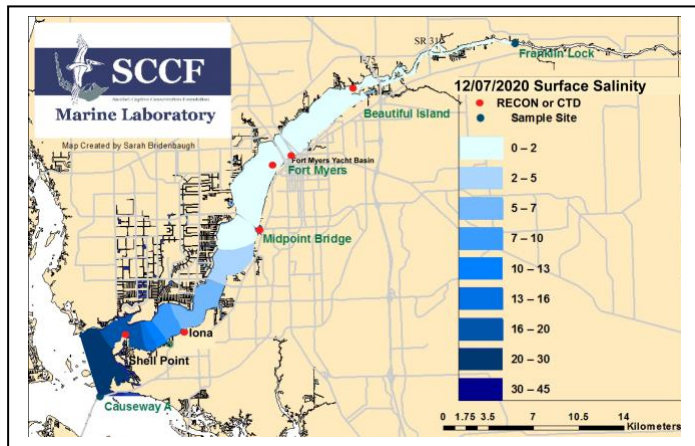 SCCF
Sanibel-Captiva Conservation Foundation
Marine Laboratory
Map Created by Sarah Bridenbaugh
SR 31
I-75
Franklin Lock
Beautiful Island
Fort Myers Yacht Basin
Fort Myers
Midpoint Bridge
Iona
Shell Point
Causeway A
12/07/2020 Surface Salinity
RECON or CTD
Sample Site
0 – 2
2 – 5
5 – 7
7 – 10
10 – 13
13 – 16
16 – 20
20 – 30
30 – 45
0 1.75 3.5 7 10.5 14
Kilometers